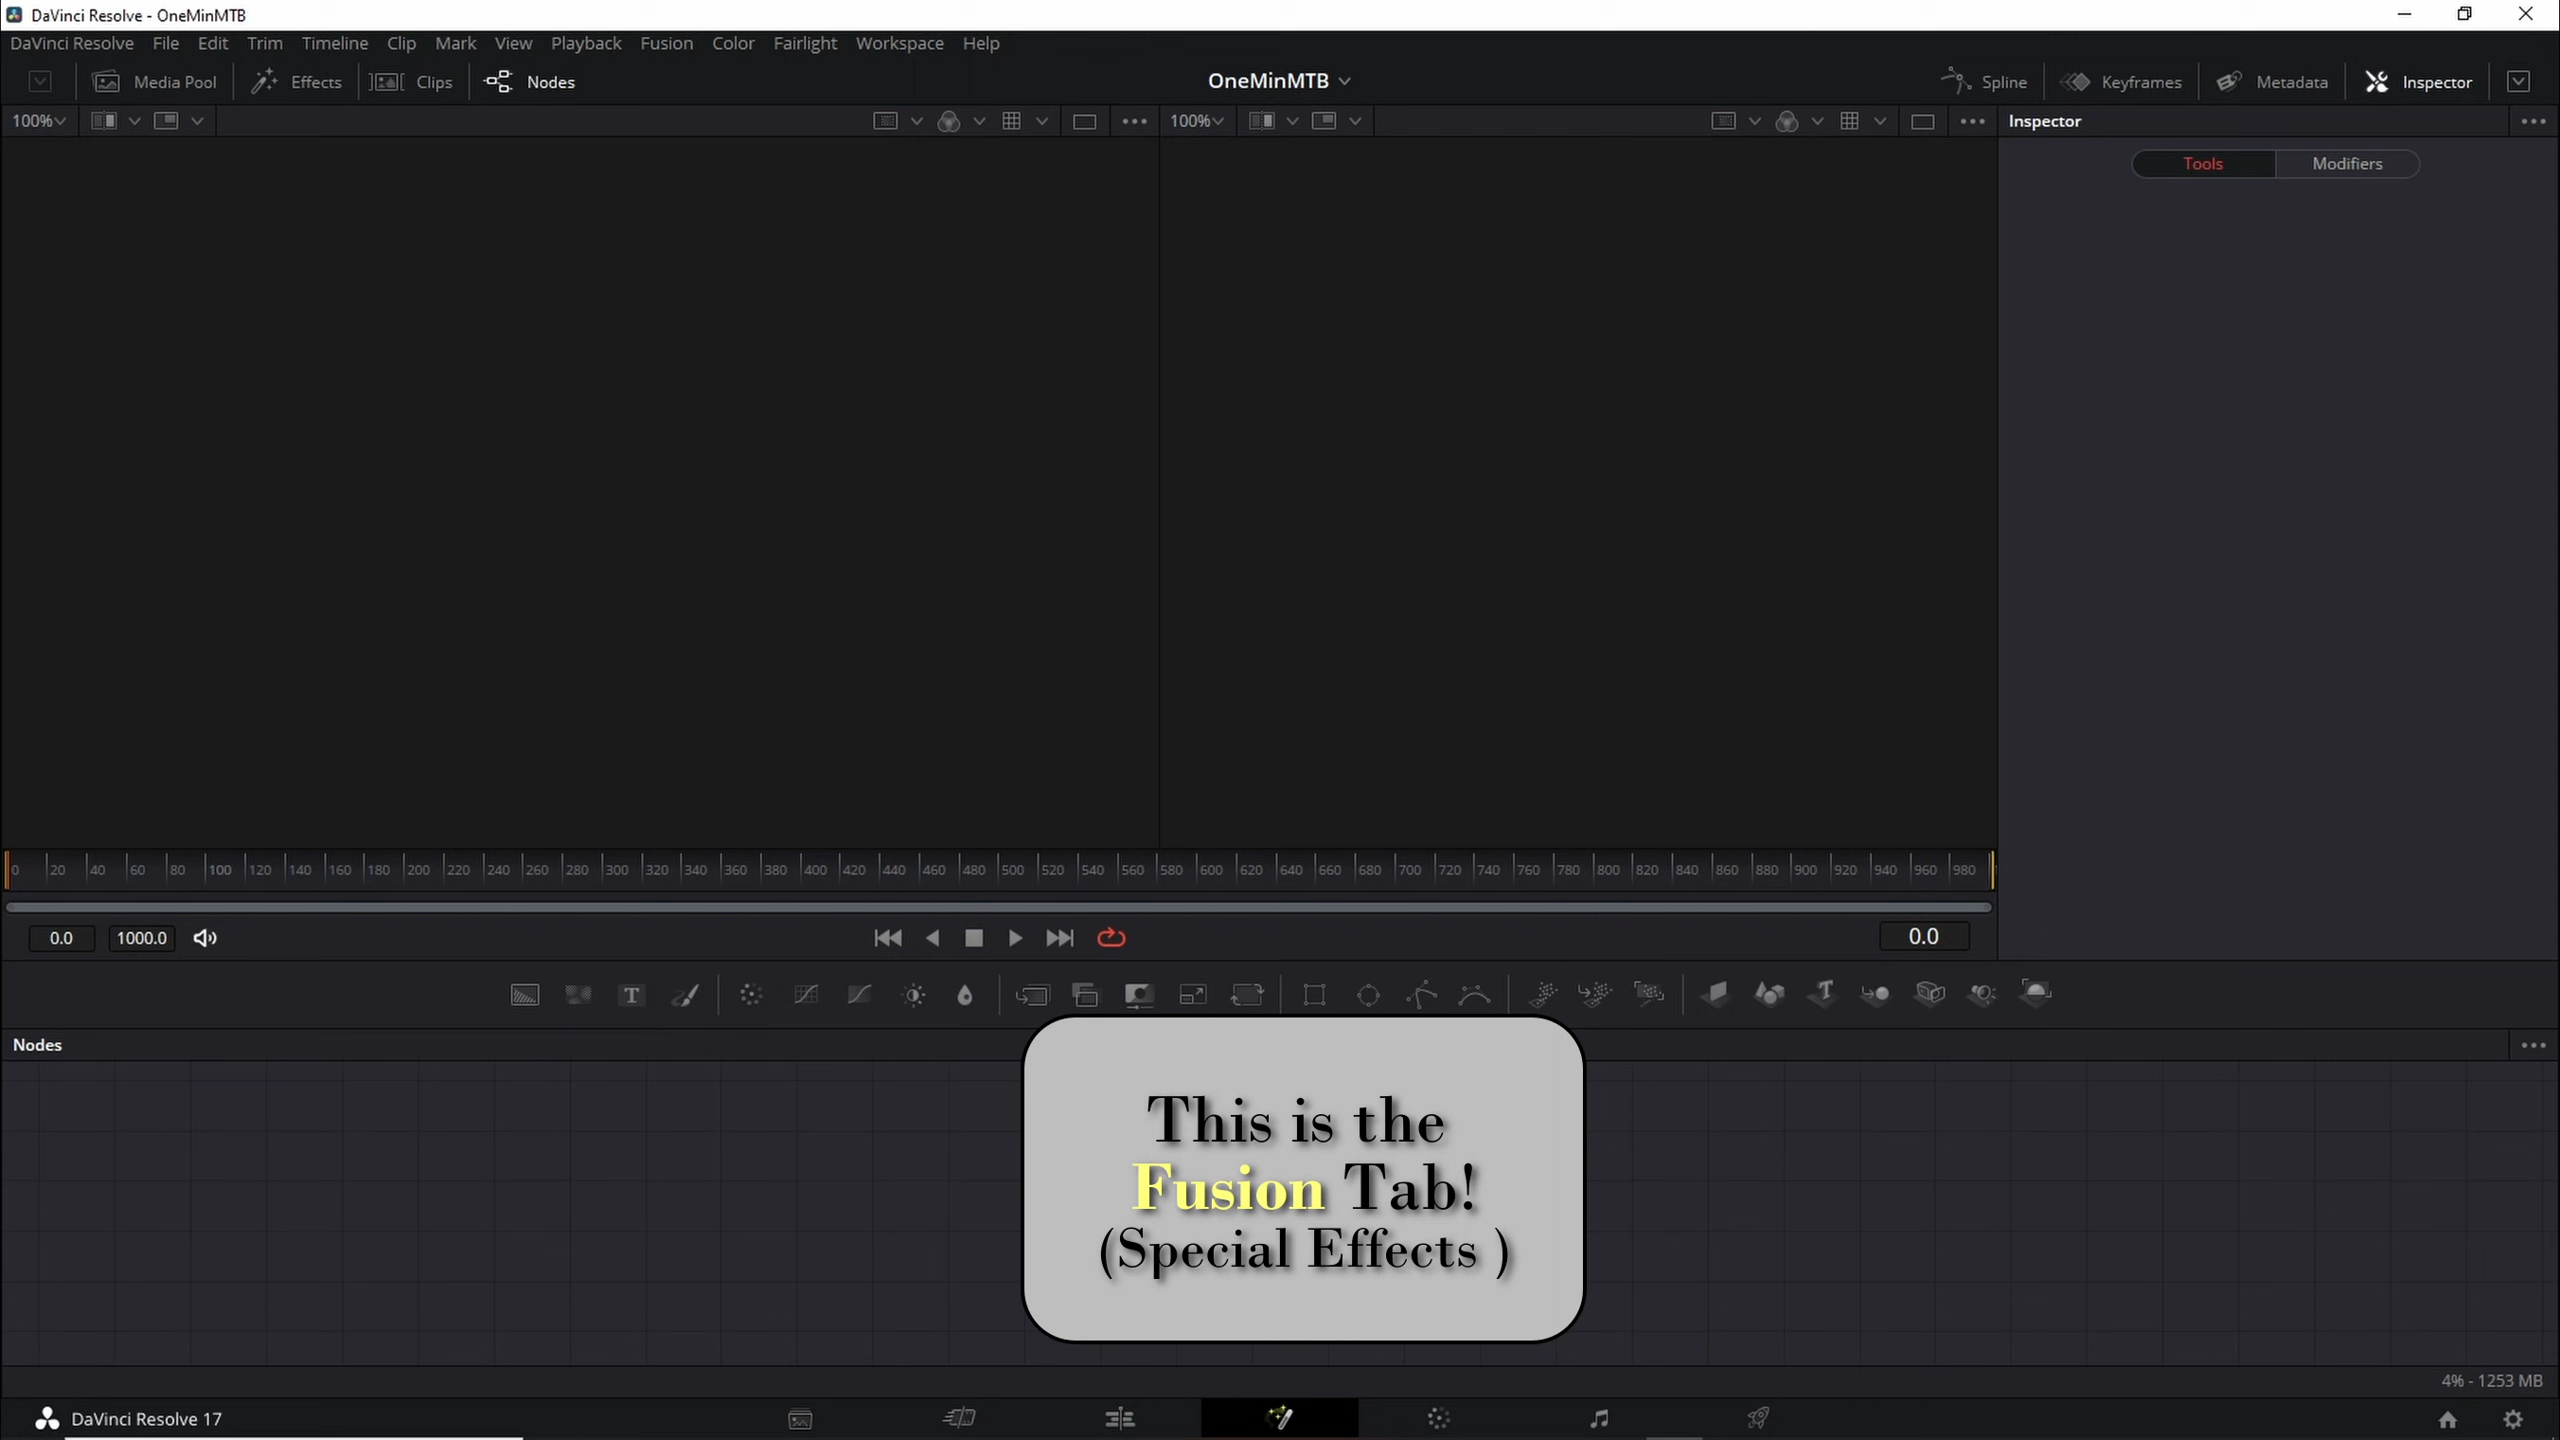 DaVinci Resolve - OneMinMTB
DaVinci Resolve File Edit Trim Timeline Clip Mark View Playback Fusion Color Fairlight Workspace Help
Media Pool Effects Clips Nodes OneMinMTB Spline Keyframes Metadata Inspector
100% 100% Inspector
Tools Modifiers
0 20 40 60 80 100 120 140 160 180 200 220 240 260 280 300 320 340 360 380 400 420 440 460 480 500 520 540 560 580 600 620 640 660 680 700 720 740 760 780 800 820 840 860 880 900 920 940 960 980
0.0 1000.0 0.0
Nodes
This is the
Fusion Tab!
(Special Effects )
4% - 1253 MB
DaVinci Resolve 17